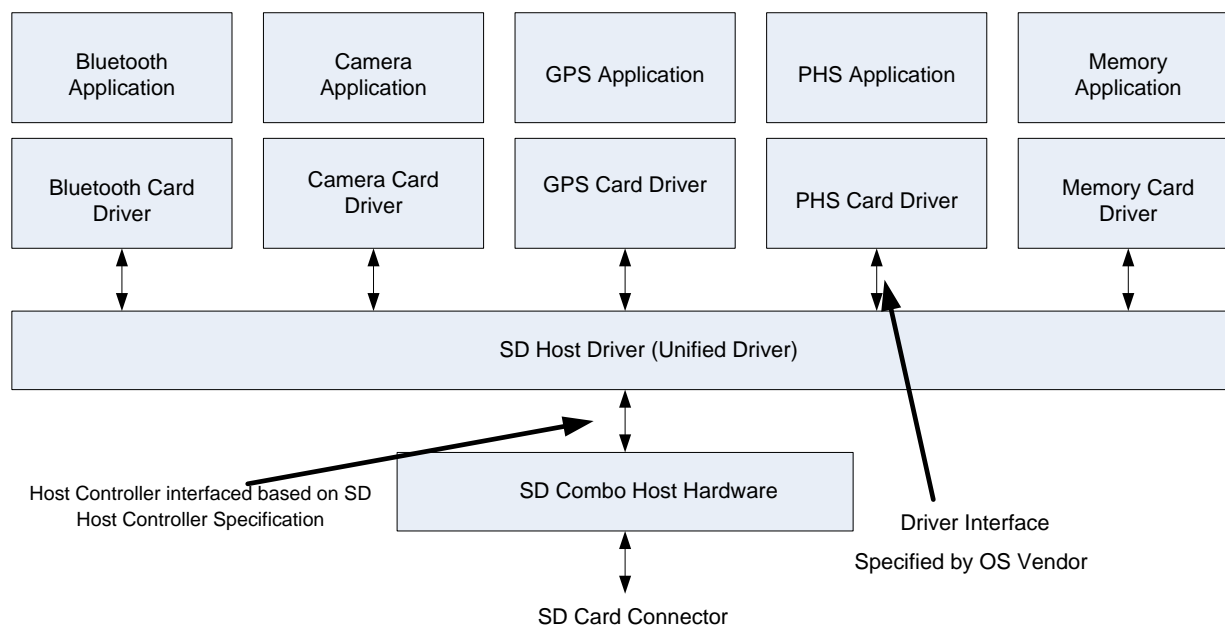 Bluetooth
Application
Camera
Application
GPS Application
PHS Application
Memory
Application
Bluetooth Card
Driver
Camera Card
Driver
GPS Card Driver
PHS Card Driver
Memory Card
Driver
SD Host Driver (Unified Driver)
Host Controller interfaced based on SD
Host Controller Specification
SD Combo Host Hardware
Driver Interface
Specified by OS Vendor
SD Card Connector